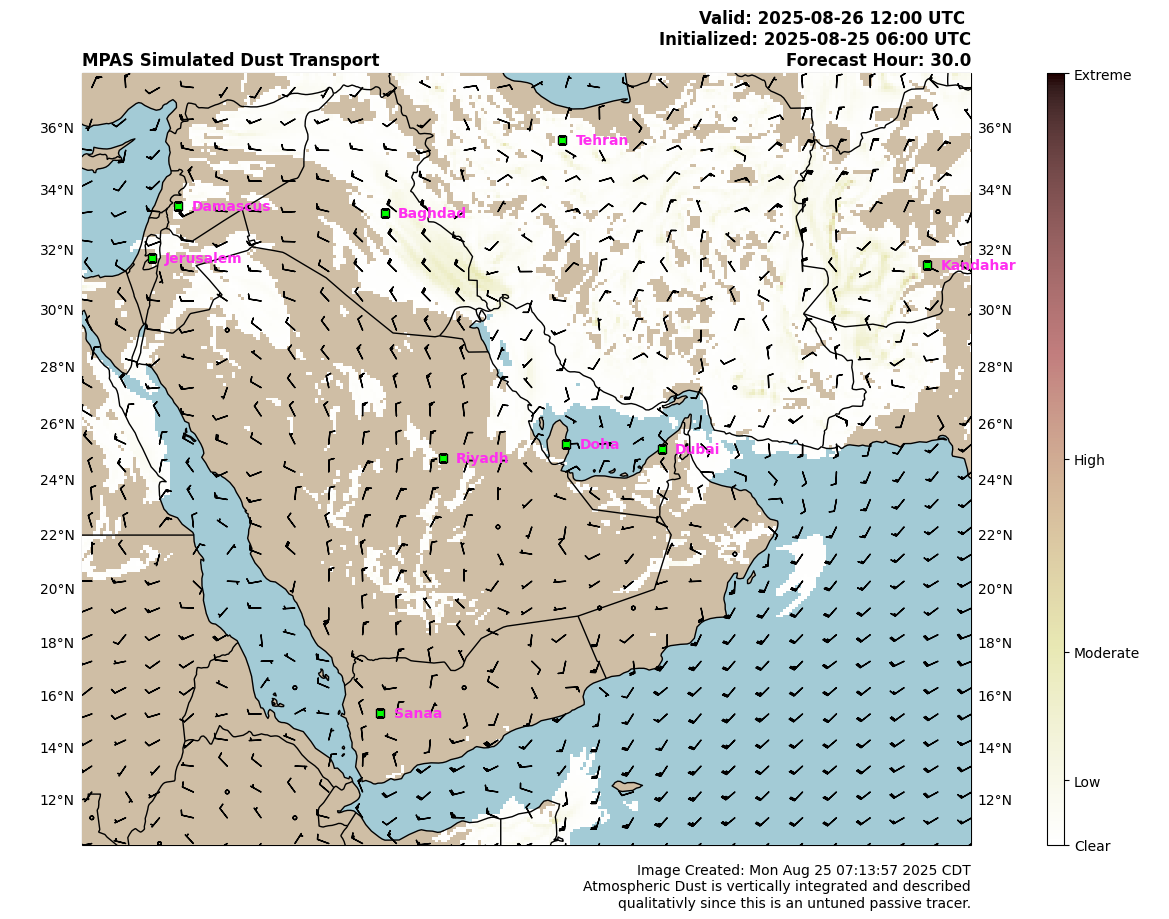 Valid: 2025-08-26 12:00 UTC
Initialized: 2025-08-25 06:00 UTC
MPAS Simulated Dust Transport Forecast Hour: 30.0
Extreme
36°N Tehran 36°N
34°N Damascus Baghdad 34°N
32°N Jerusalem 32°N
Kandahar
30°N 30°N
28°N 28°N
26°N 26°N
Doha Dubai
Riyadh High
24°N 24°N
22°N 22°N
20°N 20°N
18°N 18°N
Moderate
16°N 16°N
Sanaa
14°N 14°N
Low
12°N 12°N
Clear
Image Created: Mon Aug 25 07:13:57 2025 CDT
Atmospheric Dust is vertically integrated and described
qualitativly since this is an untuned passive tracer.